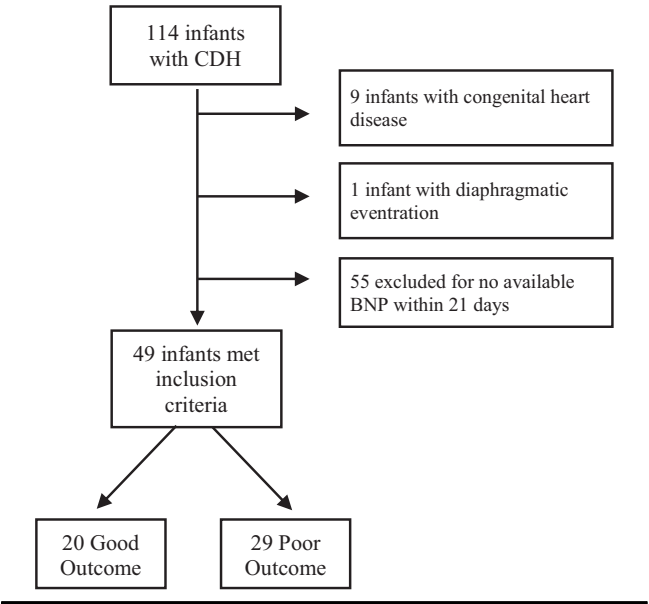 114 infants
with CDH
9 infants with congenital heart
disease
1 infant with diaphragmatic
eventration
55 excluded for no available
BNP within 21 days
49 infants met
inclusion
criteria
20 Good
Outcome
29 Poor
Outcome